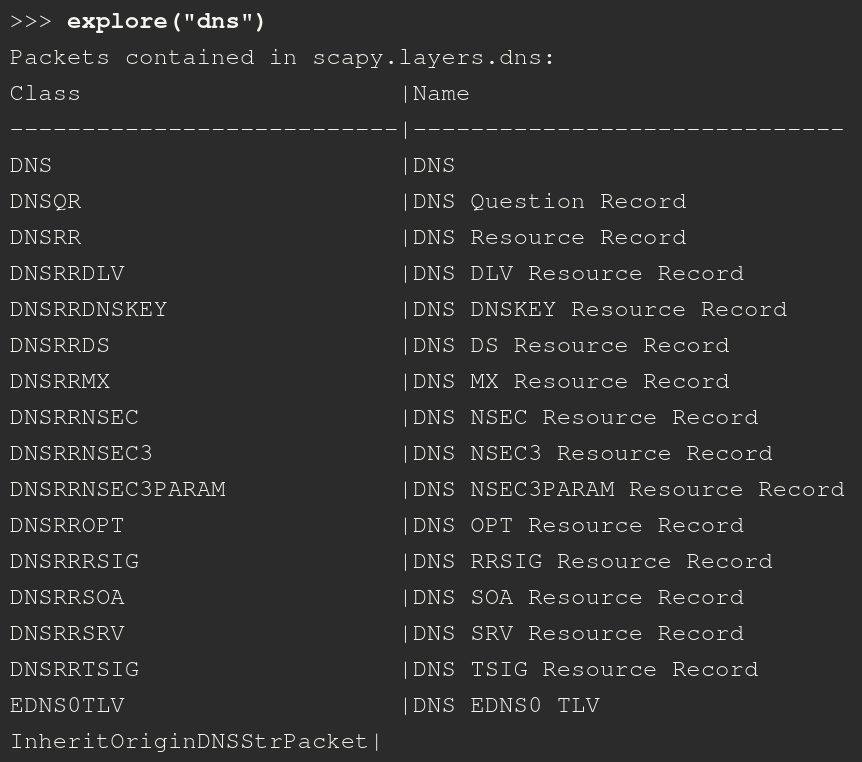 >>> explore("dns")
Packets contained in scapy.layers.dns:
Class                      |Name
---------------------------|------------------------------
DNS                        |DNS
DNSQR                      |DNS Question Record
DNSRR                      |DNS Resource Record
DNSRRDLV                   |DNS DLV Resource Record
DNSRRDNSKEY                |DNS DNSKEY Resource Record
DNSRRDS                    |DNS DS Resource Record
DNSRRMX                    |DNS MX Resource Record
DNSRRNSEC                  |DNS NSEC Resource Record
DNSRRNSEC3                 |DNS NSEC3 Resource Record
DNSRRNSEC3PARAM            |DNS NSEC3PARAM Resource Record
DNSRROPT                   |DNS OPT Resource Record
DNSRRRSIG                  |DNS RRSIG Resource Record
DNSRRSOA                   |DNS SOA Resource Record
DNSRRSRV                   |DNS SRV Resource Record
DNSRRTSIG                  |DNS TSIG Resource Record
EDNS0TLV                   |DNS EDNS0 TLV
InheritOriginDNSStrPacket|